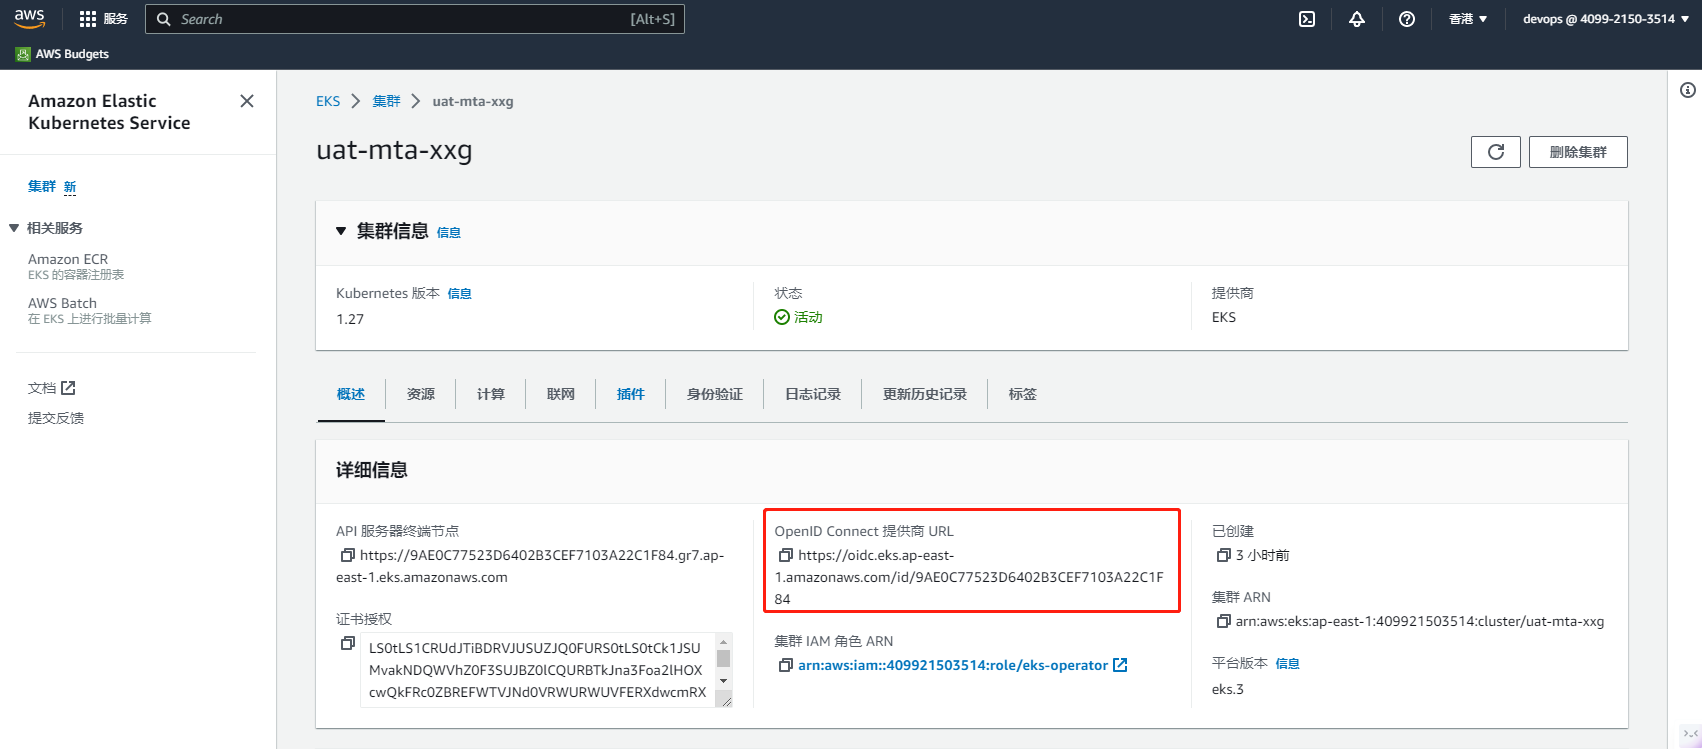 aws
服务
Search
[Alt+S]
香港
devops @ 4099-2150-3514
AWS Budgets
Amazon Elastic
Kubernetes Service
集群 新
相关服务
Amazon ECR
EKS 的容器注册表
AWS Batch
在 EKS 上进行批量计算
文档
提交反馈
EKS
集群
uat-mta-xxg
uat-mta-xxg
删除集群
集群信息 信息
Kubernetes 版本 信息
1.27
状态
活动
提供商
EKS
概述
资源
计算
联网
插件
身份验证
日志记录
更新历史记录
标签
详细信息
API 服务器终端节点
https://9AE0C77523D6402B3CEF7103A22C1F84.gr7.ap-
east-1.eks.amazonaws.com
证书授权
LS0tLS1CRUdJTiBDRVJUSUZJQ0FURS0tLS0tCk1JSU
MvakNDQWVhZ0F3SUJBZ0lCQURBTkJna3Foa2lHOX
cwQkFRc0ZBREFWTVJNd0VRWURWUVFERXdwcmRX
OpenID Connect 提供商 URL
https://oidc.eks.ap-east-
1.amazonaws.com/id/9AE0C77523D6402B3CEF7103A22C1F
84
集群 IAM 角色 ARN
arn:aws:iam::409921503514:role/eks-operator
已创建
3 小时前
集群 ARN
arn:aws:eks:ap-east-1:409921503514:cluster/uat-mta-xxg
平台版本 信息
eks.3